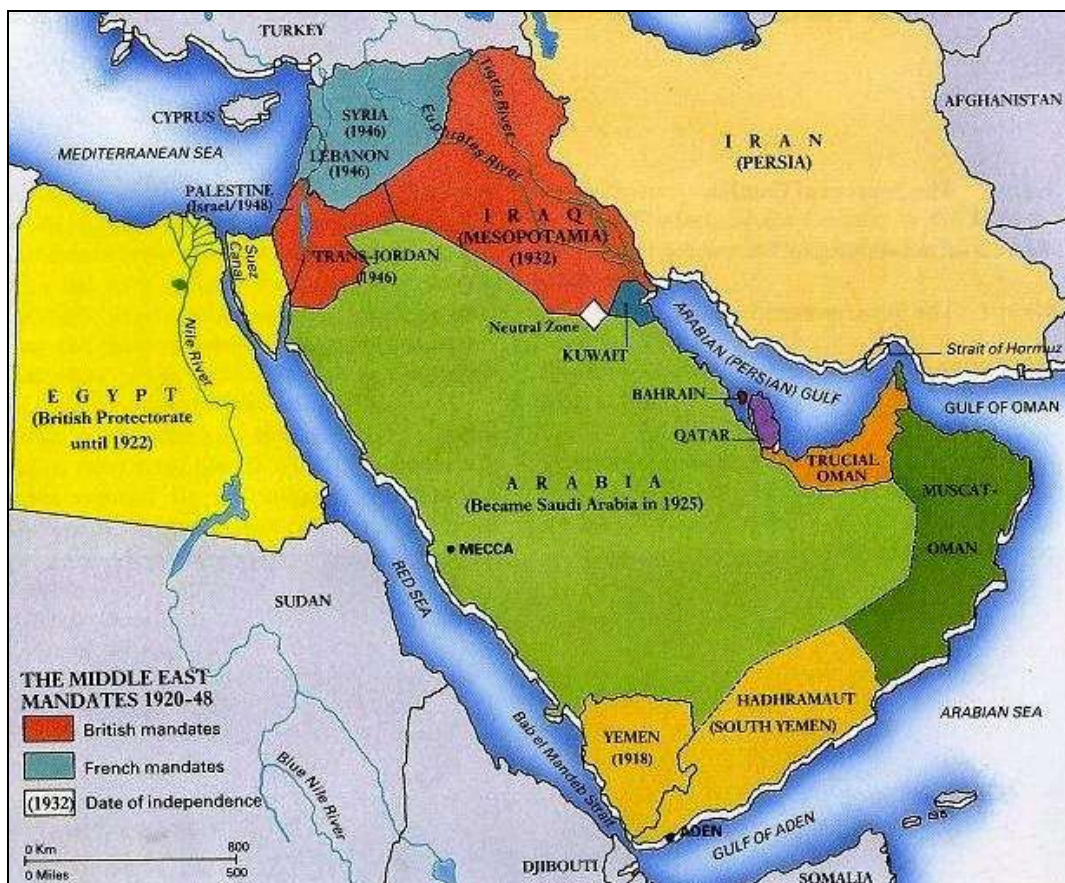 TURKEY
CYPRUS
MEDITERRANEAN SEA
SYRIA
(1946)
LEBANON
(1946)
Tigris River
Euphrates River
AFGHANISTAN
I R A N
(PERSIA)
PALESTINE
(Israel/1948)
I R A Q
(MESOPOTAMIA)
(1932)
TRANS-JORDAN
(1946)
Suez
Canal
Nile River
Neutral Zone
KUWAIT
ARABIAN (PERSIAN) GULF
Strait of Hormuz
BAHRAIN
GULF OF OMAN
QATAR
TRUCIAL
OMAN
E G Y P T
(British Protectorate
until 1922)
A R A B I A
(Became Saudi Arabia in 1925)
MUSCAT-
OMAN
ARABIAN SEA
MECCA
RED SEA
SUDAN
THE MIDDLE EAST
MANDATES 1920-48
British mandates
French mandates
(1932) Date of independence
0 Km 800
0 Miles 500
Blue Nile River
Bab el Mandeb Strait
YEMEN
(1918)
HADHRAMAUT
(SOUTH YEMEN)
ARABIAN SEA
ADEN
GULF OF ADEN
DJIBOUTI
SOMALIA